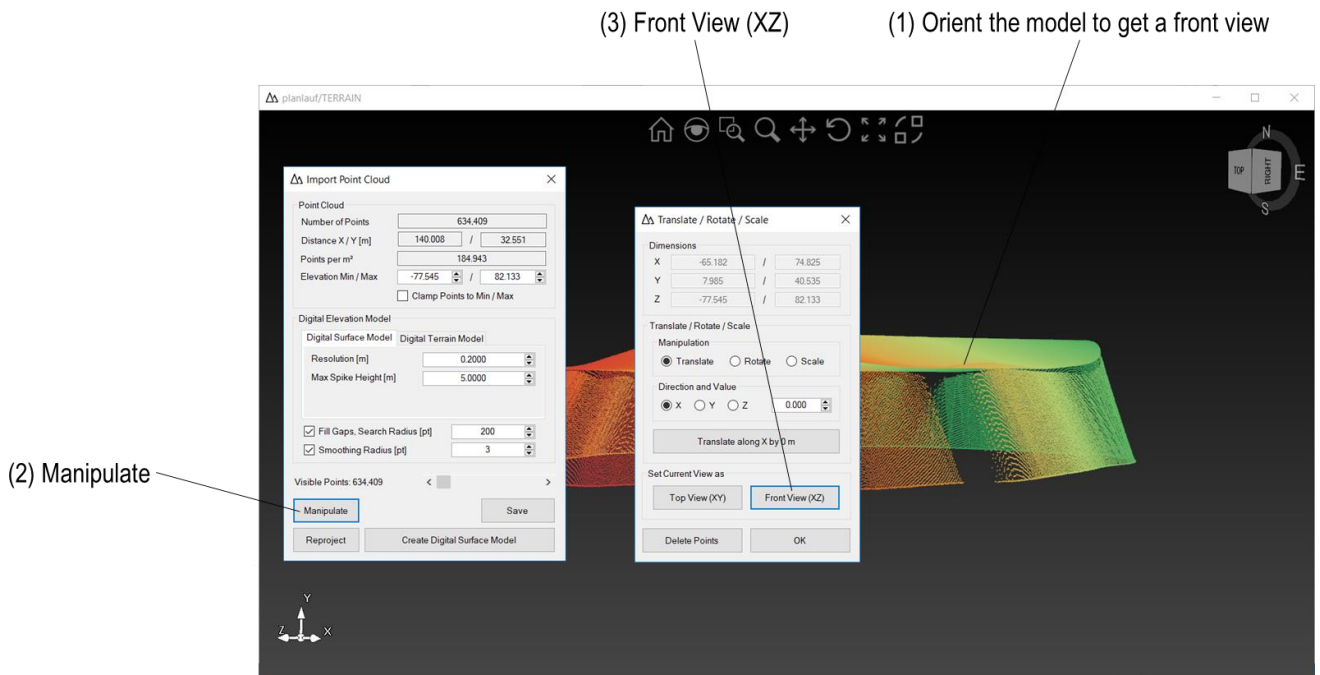 (3) Front View (XZ)
(1) Orient the model to get a front view
planlauf/TERRAIN
N
TOP
RIGHT
E
S
Import Point Cloud
Point Cloud
Number of Points 634,409
Distance X / Y [m] 140.008 / 32.551
Points per m² 184.943
Elevation Min / Max -77.545 / 82.133
Clamp Points to Min / Max
Digital Elevation Model
Digital Surface Model Digital Terrain Model
Resolution [m] 0.2000
Max Spike Height [m] 5.0000
Fill Gaps, Search Radius [pt] 200
Smoothing Radius [pt] 3
Visible Points: 634,409 < >
Manipulate Save
Reproject Create Digital Surface Model
Translate / Rotate / Scale
Dimensions
X -65.182 / 74.825
Y 7.985 / 40.535
Z -77.545 / 82.133
Translate / Rotate / Scale
Manipulation
Translate Rotate Scale
Direction and Value
X Y Z 0.000
Translate along X by 0 m
Set Current View as
Top View (XY) Front View (XZ)
Delete Points OK
(2) Manipulate
Y
Z X